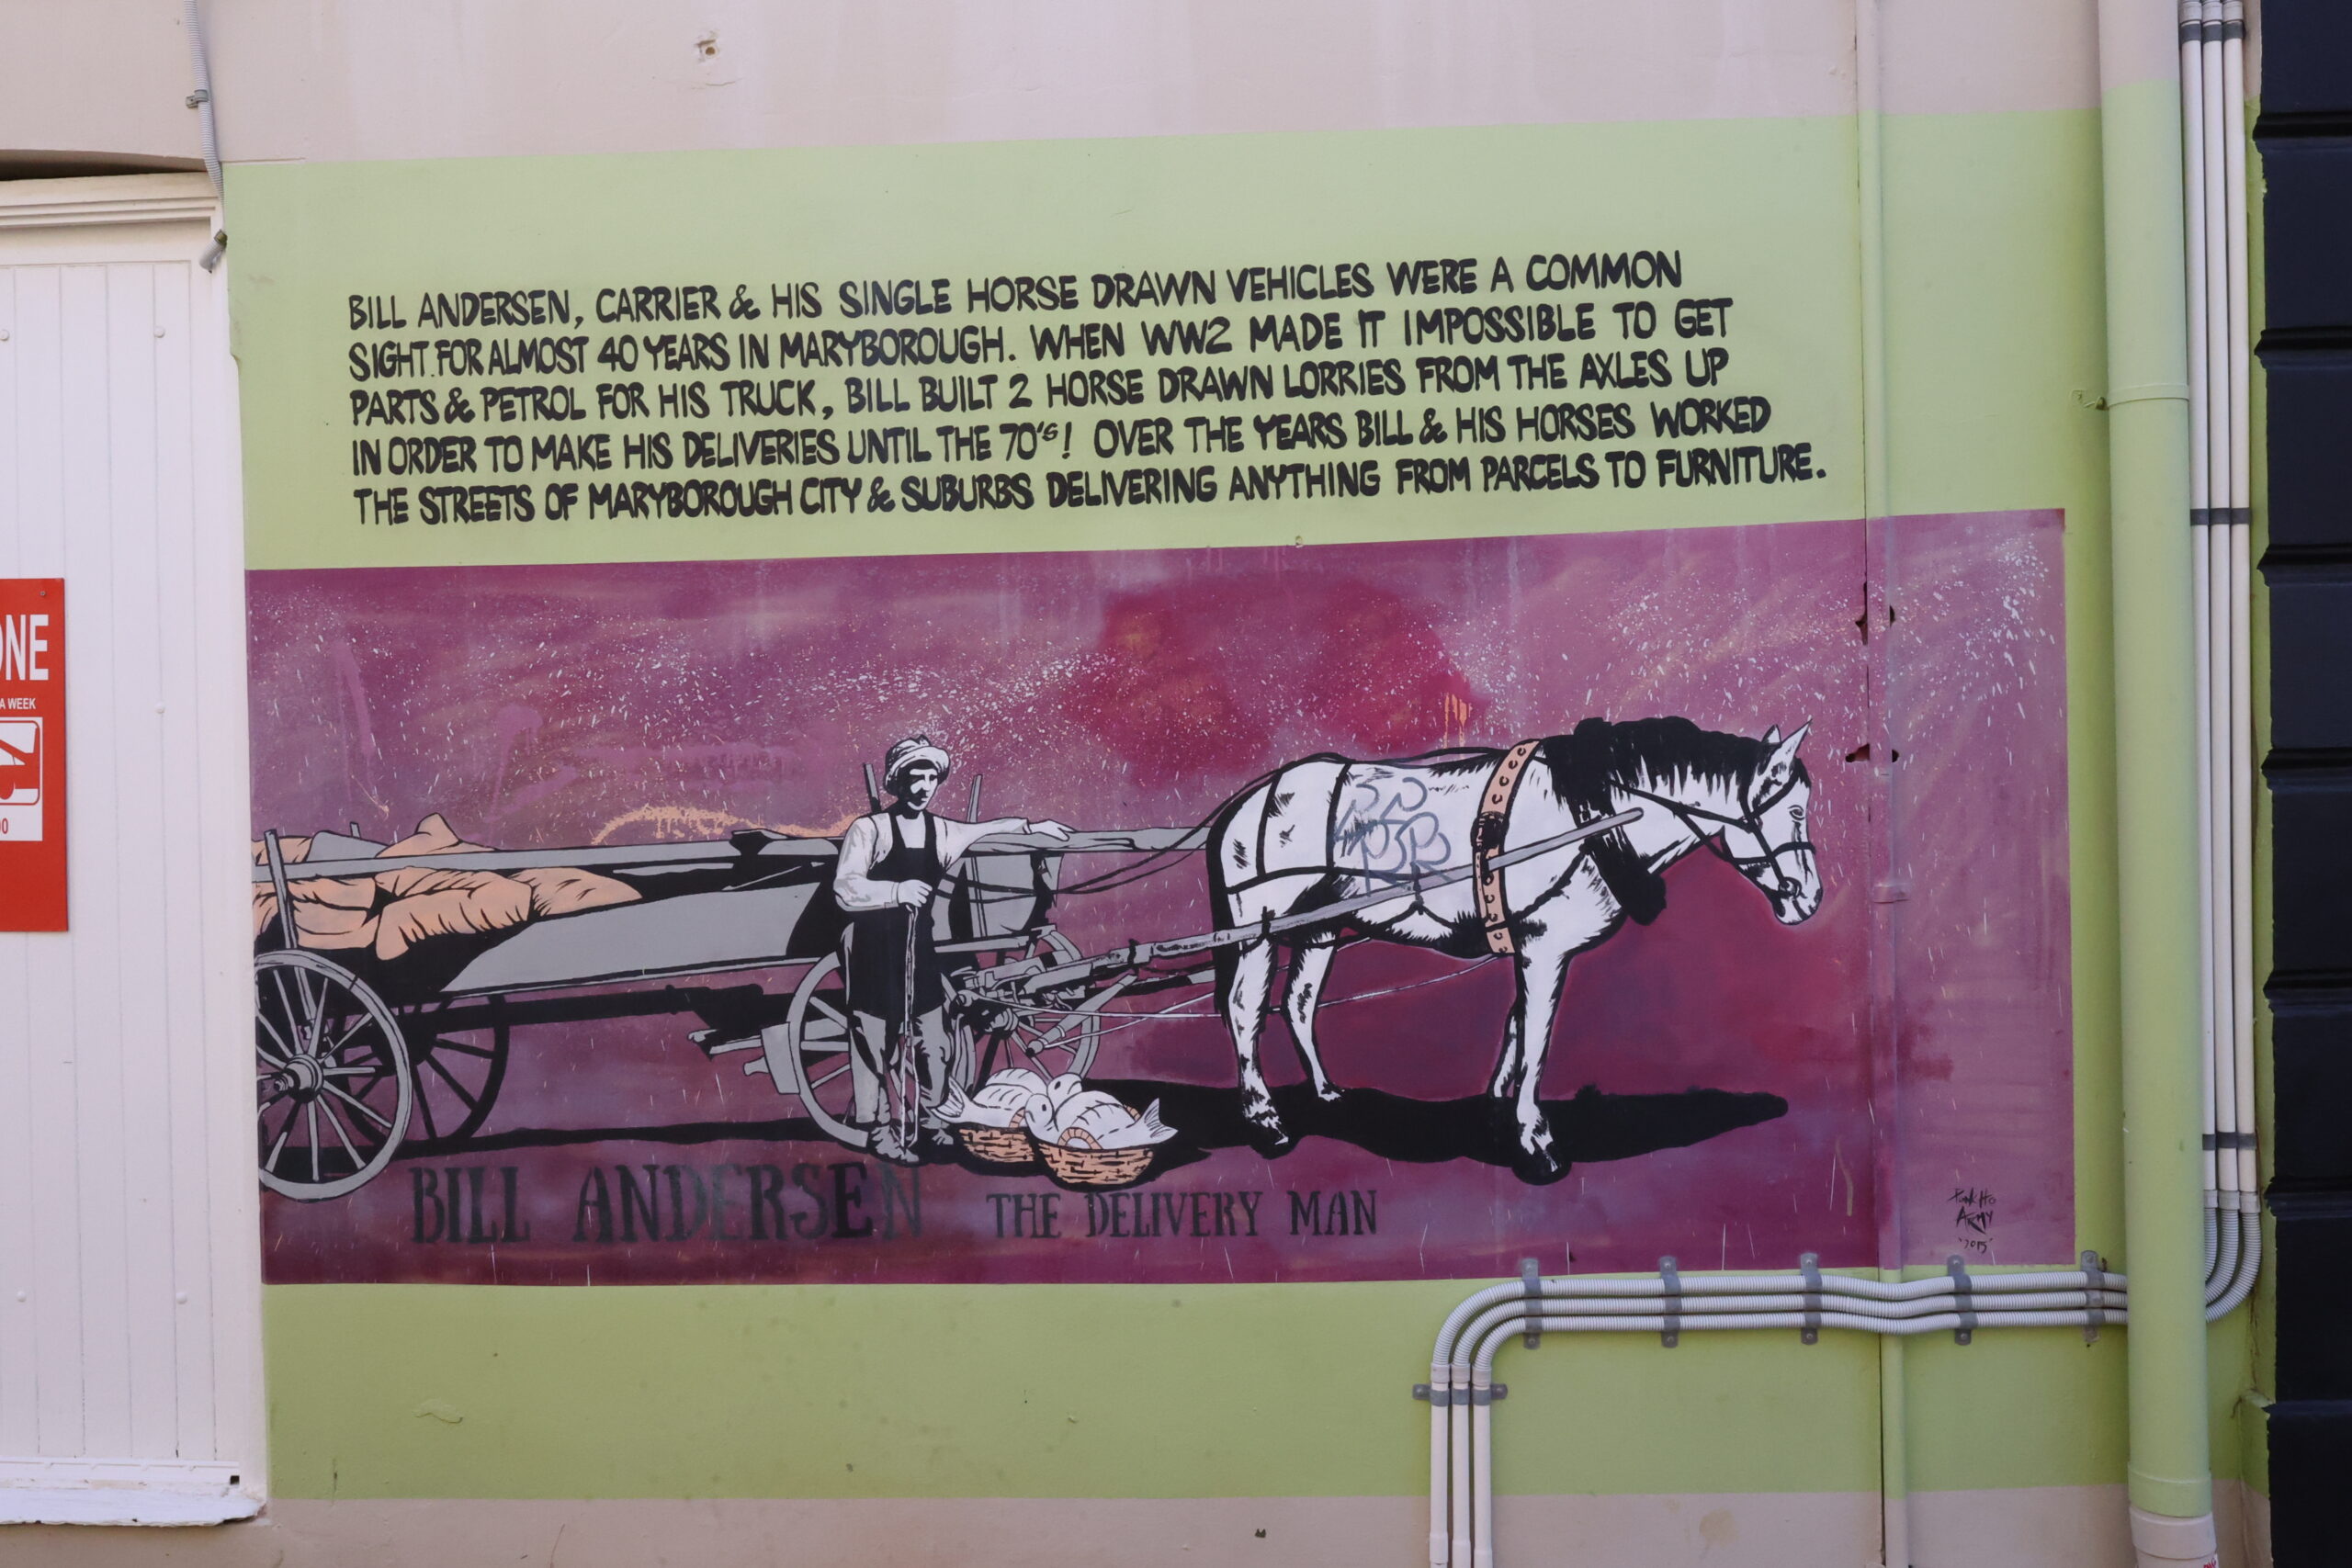 BILL ANDERSEN, CARRIER & HIS SINGLE HORSE DRAWN VEHICLES WERE A COMMON
SIGHT FOR ALMOST 40 YEARS IN MARYBOROUGH. WHEN WW2 MADE IT IMPOSSIBLE TO GET
PARTS & PETROL FOR HIS TRUCK, BILL BUILT 2 HORSE DRAWN LORRIES FROM THE AXLES UP
IN ORDER TO MAKE HIS DELIVERIES UNTIL THE 70's! OVER THE YEARS BILL & HIS HORSES WORKED
THE STREETS OF MARYBOROUGH CITY & SUBURBS DELIVERING ANYTHING FROM PARCELS TO FURNITURE.
ONE
A WEEK
BILL ANDERSEN THE DELIVERY MAN
ARMY
'2015'